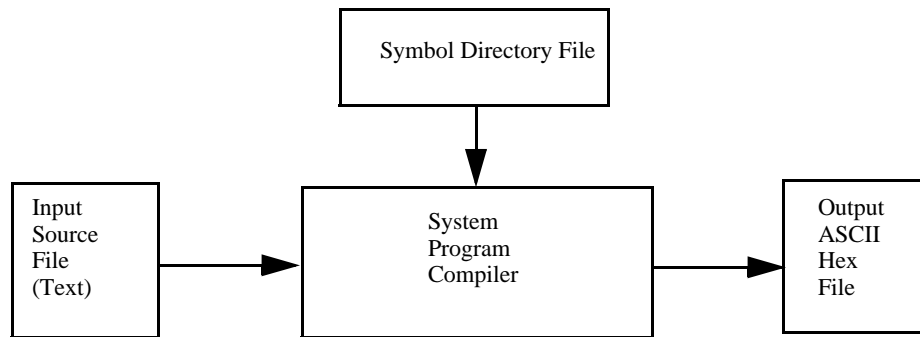 Symbol Directory File
Input
Source
File
(Text)
System
Program
Compiler
Output
ASCII
Hex
File